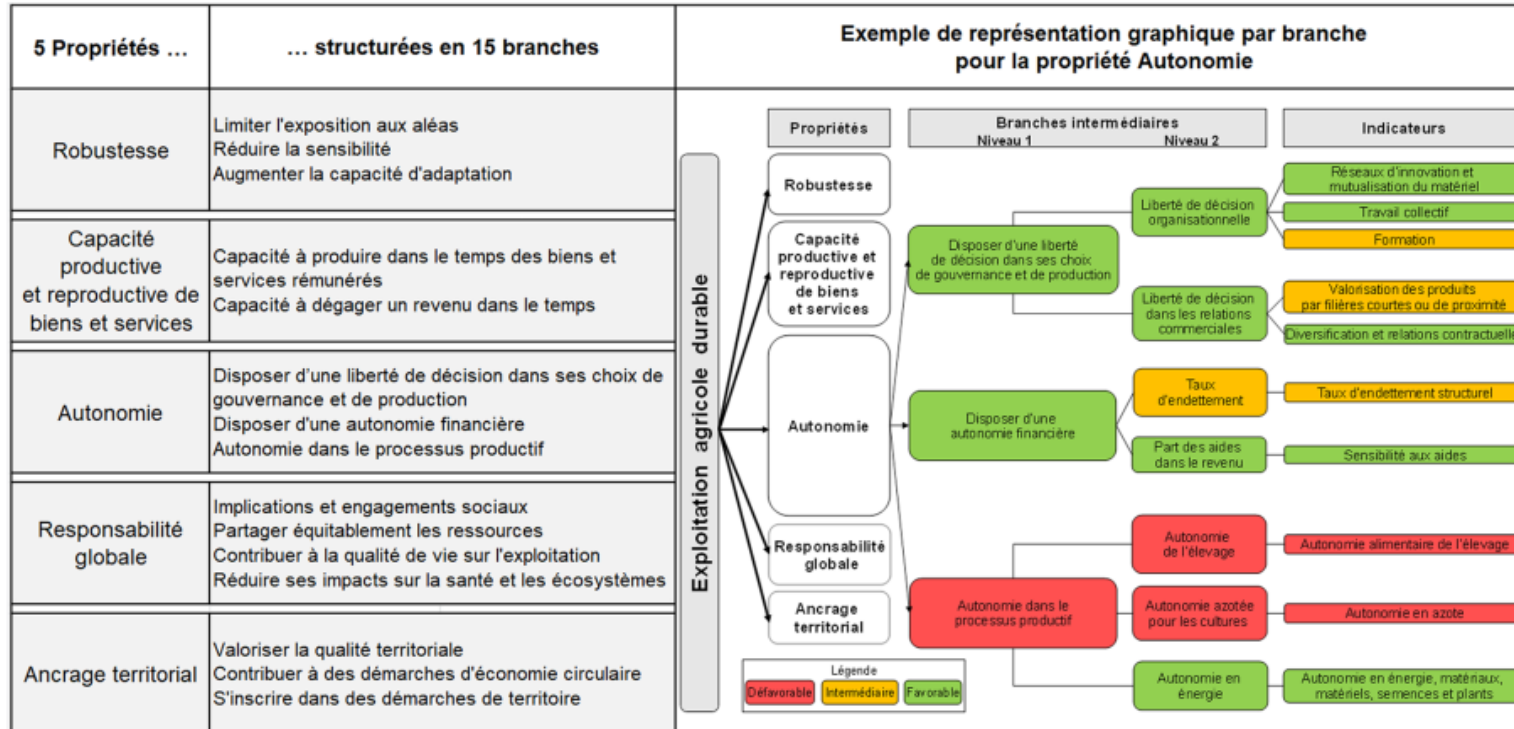 5 Propriétés ...
... structurées en 15 branches
Exemple de représentation graphique par branche
pour la propriété Autonomie
Robustesse
Limiter l'exposition aux aléas
Réduire la sensibilité
Augmenter la capacité d'adaptation
Capacité
productive
et reproductive de
biens et services
Capacité à produire dans le temps des biens et
services rémunérés
Capacité à dégager un revenu dans le temps
Autonomie
Disposer d'une liberté de décision dans ses choix de
gouvernance et de production
Disposer d'une autonomie financière
Autonomie dans le processus productif
Responsabilité
globale
Implications et engagements sociaux
Partager équitablement les ressources
Contribuer à la qualité de vie sur l'exploitation
Réduire ses impacts sur la santé et les écosystèmes
Ancrage territorial
Valoriser la qualité territoriale
Contribuer à des démarches d'économie circulaire
S'inscrire dans des démarches de territoire
Exploitation agricole durable
Propriétés
Robustesse
Capacité
productive et
reproductive
de biens
et services
Autonomie
Responsabilité
globale
Ancrage
territorial
Branches intermédiaires
Niveau 1
Niveau 2
Disposer d'une liberté
de décision dans ses choix
de gouvernance et de production
Liberté de décision
organisationnelle
Liberté de décision
dans les relations
commerciales
Disposer d'une
autonomie financière
Taux
d'endettement
Part des aides
dans le revenu
Autonomie dans le
processus productif
Autonomie
de l'élevage
Autonomie azotée
pour les cultures
Autonomie en
énergie
Indicateurs
Réseaux d'innovation et
mutualisation du matériel
Travail collectif
Formation
Valorisation des produits
par filières courtes ou de proximité
Diversification et relations contractuelle
Taux d'endettement structurel
Sensibilité aux aides
Autonomie alimentaire de l'élevage
Autonomie en azote
Autonomie en énergie, matériaux,
matériels, semences et plants
Légende
Défavorable
Intermédiaire
Favorable